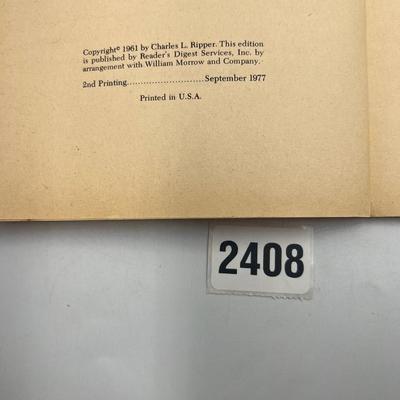 Copyright© 1961 by Charles L. Ripper. This edition
is published by Reader's Digest Services, Inc. by
arrangement with William Morrow and Company.
2nd Printing..........................September 1977
Printed in U.S.A.
2408